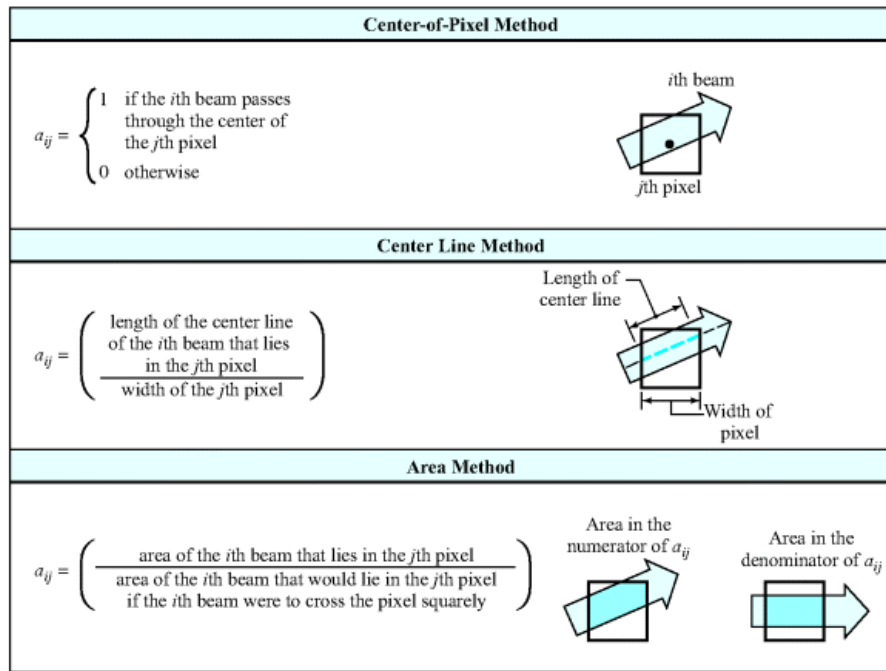 Center-of-Pixel Method
a_ij = { 1 if the ith beam passes
through the center of
the jth pixel
0 otherwise
ith beam
jth pixel
Center Line Method
a_ij = ( length of the center line
of the ith beam that lies
in the jth pixel
width of the jth pixel )
Length of
center line
Width of
pixel
Area Method
a_ij = ( area of the ith beam that lies in the jth pixel
area of the ith beam that would lie in the jth pixel
if the ith beam were to cross the pixel squarely )
Area in the
numerator of a_ij
Area in the
denominator of a_ij